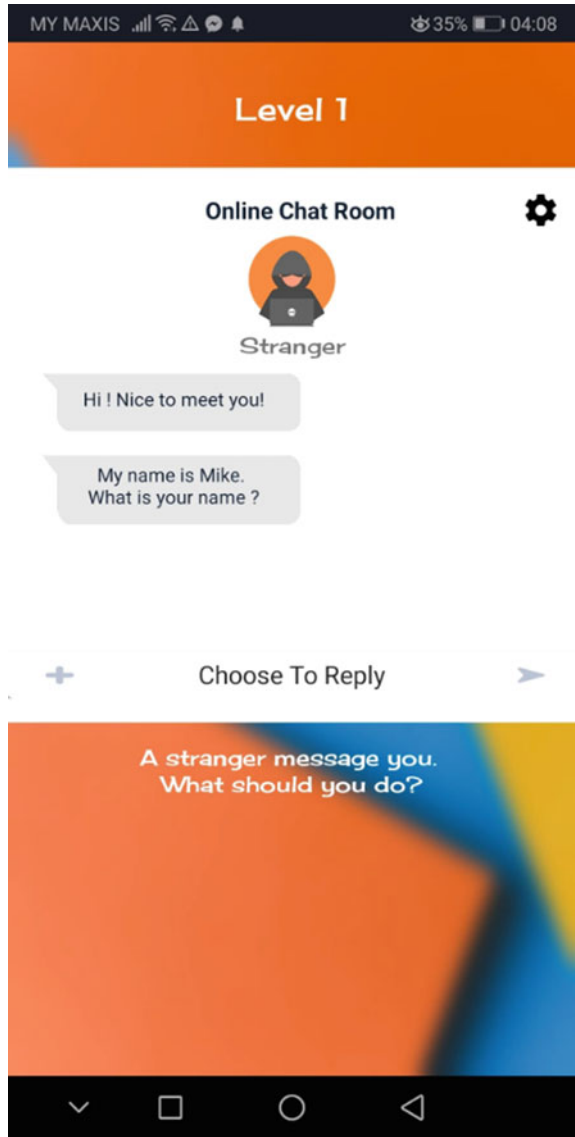 MY MAXIS 35% 04:08
Level 1
Online Chat Room
Stranger
Hi ! Nice to meet you!
My name is Mike.
What is your name ?
Choose To Reply
A stranger message you.
What should you do?